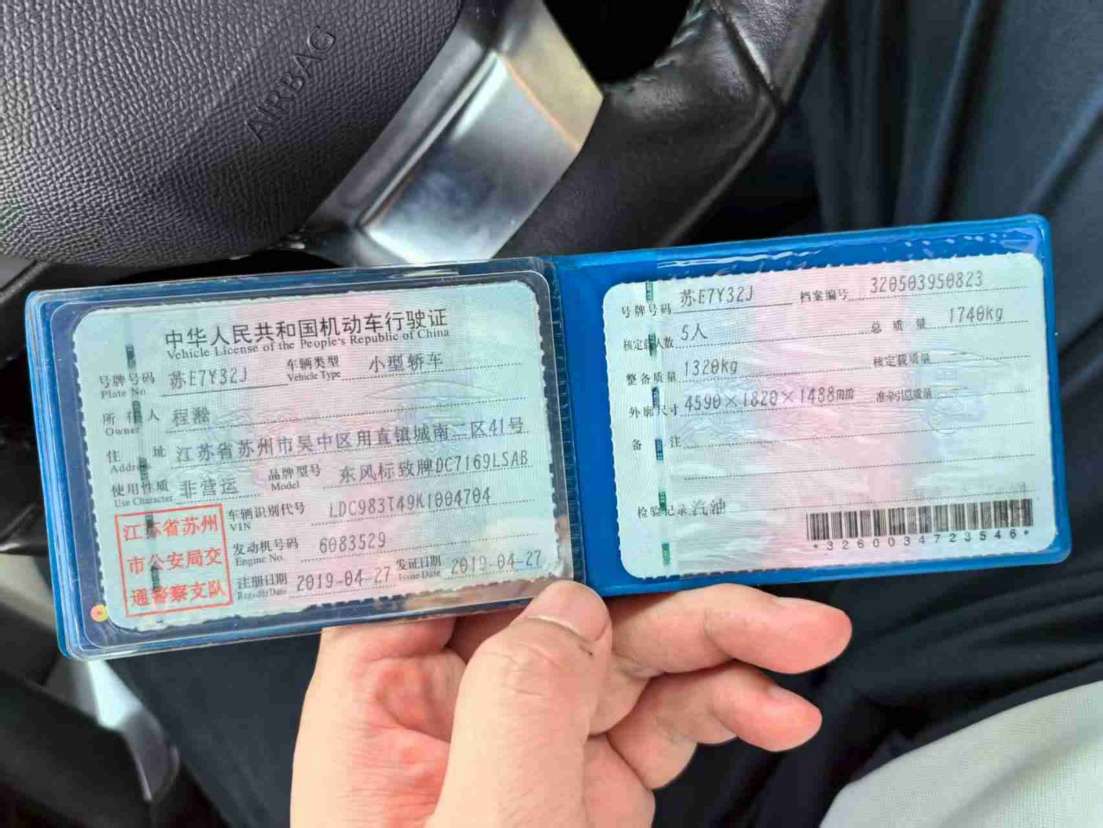 AIRBAG
中华人民共和国机动车行驶证
Vehicle License of the People's Republic of China
号牌号码 苏E7Y32J 车辆类型 小型轿车
Plate No Vehicle Type
所有人 程淞
Owner
住 址 江苏省苏州市吴中区甪直镇城南二区41号
Address
使用性质 非营运 品牌型号 东风标致牌DC7169LSAB
Use Character Model
车辆识别代号 LDC983T49K1004704
VIN
发动机号码 6083529
Engine No.
注册日期 2019-04-27 发证日期 2019-04-27
Register Date Issue Date
江苏省苏州
市公安局交
通警察支队
号牌号码 苏E7Y32J 档案编号 320503950823
核定载人数 5人 总质量 1740kg
整备质量 1320kg 核定载质量
外廓尺寸 4590×1820×1488mm 准牵引总质量
备 注
检验记录 汽油
*3260034723546*